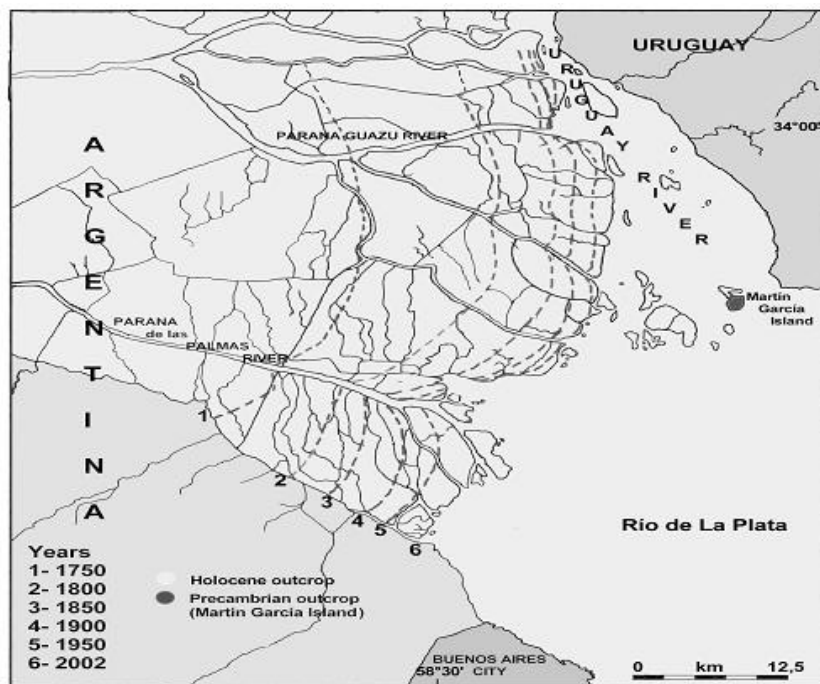 URUGUAY
URUGUAY RIVER
34°00'
PARANA GUAZU RIVER
ARGENTINA
Martin
Garcia
Island
PARANA
de las
PALMAS
RIVER
1
2
3
4
5
6
Río de La Plata
Years
1- 1750
2- 1800
3- 1850
4- 1900
5- 1950
6- 2002
Holocene outcrop
Precambrian outcrop
(Martin Garcia Island)
BUENOS AIRES
58°30' CITY
0 km 12,5